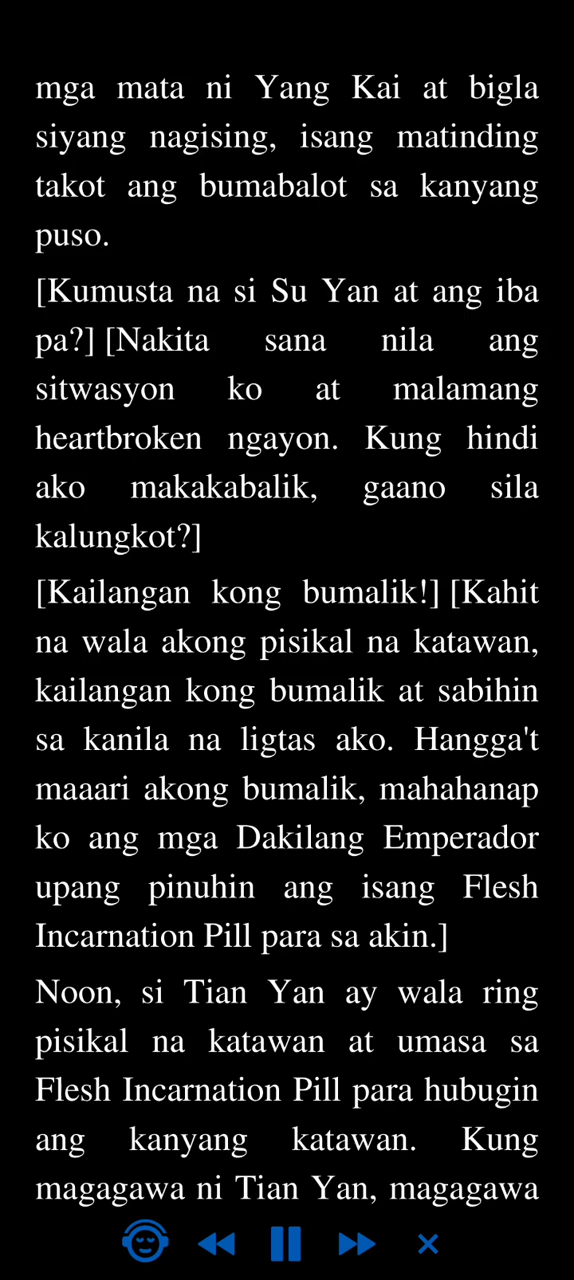 mga mata ni Yang Kai at bigla
siyang nagising, isang matinding
takot ang bumabalot sa kanyang
puso.
[Kumusta na si Su Yan at ang iba
pa?] [Nakita sana nila ang
sitwasyon ko at malamang
heartbroken ngayon. Kung hindi
ako makakabalik, gaano sila
kalungkot?]
[Kailangan kong bumalik!] [Kahit
na wala akong pisikal na katawan,
kailangan kong bumalik at sabihin
sa kanila na ligtas ako. Hangga't
maaari akong bumalik, mahahanap
ko ang mga Dakilang Emperador
upang pinuhin ang isang Flesh
Incarnation Pill para sa akin.]
Noon, si Tian Yan ay wala ring
pisikal na katawan at umasa sa
Flesh Incarnation Pill para hubugin
ang kanyang katawan. Kung
magagawa ni Tian Yan, magagawa